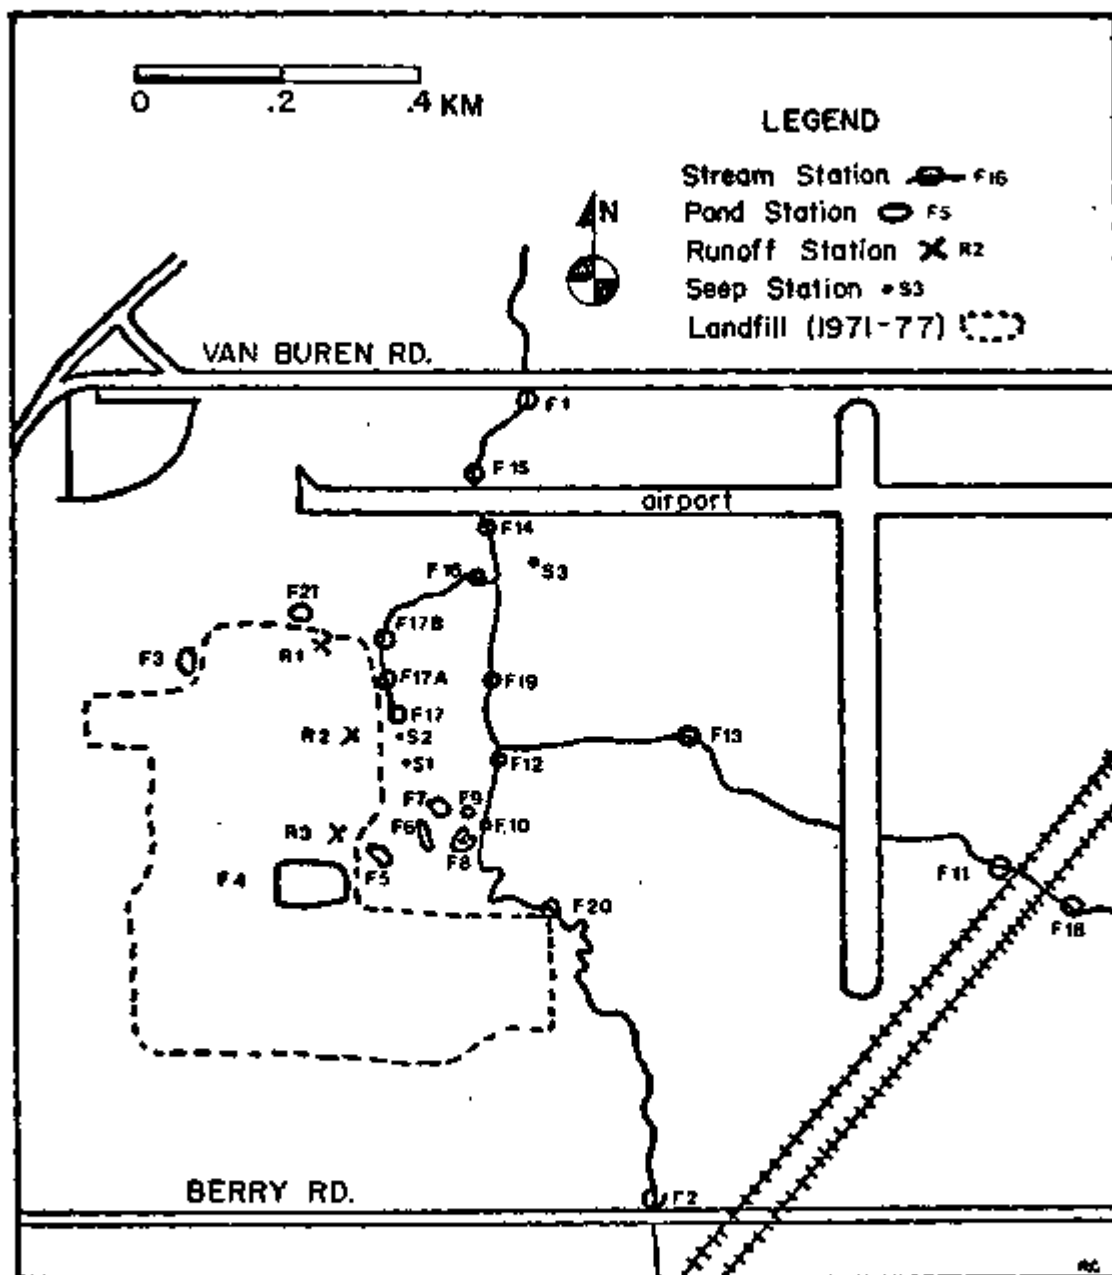 0 .2 .4 KM
LEGEND
Stream Station F16
Pond Station F5
Runoff Station R2
Seep Station S3
Landfill (1971-77)
N
VAN BUREN RD.
F1
F15
airport
F14
F16
S3
F21
F17B
R1
F3
F17A
F19
F17
R2
S2
F13
S1
F12
F7
F9
R3
F6
F10
F8
F5
F4
F11
F20
F18
BERRY RD.
F2